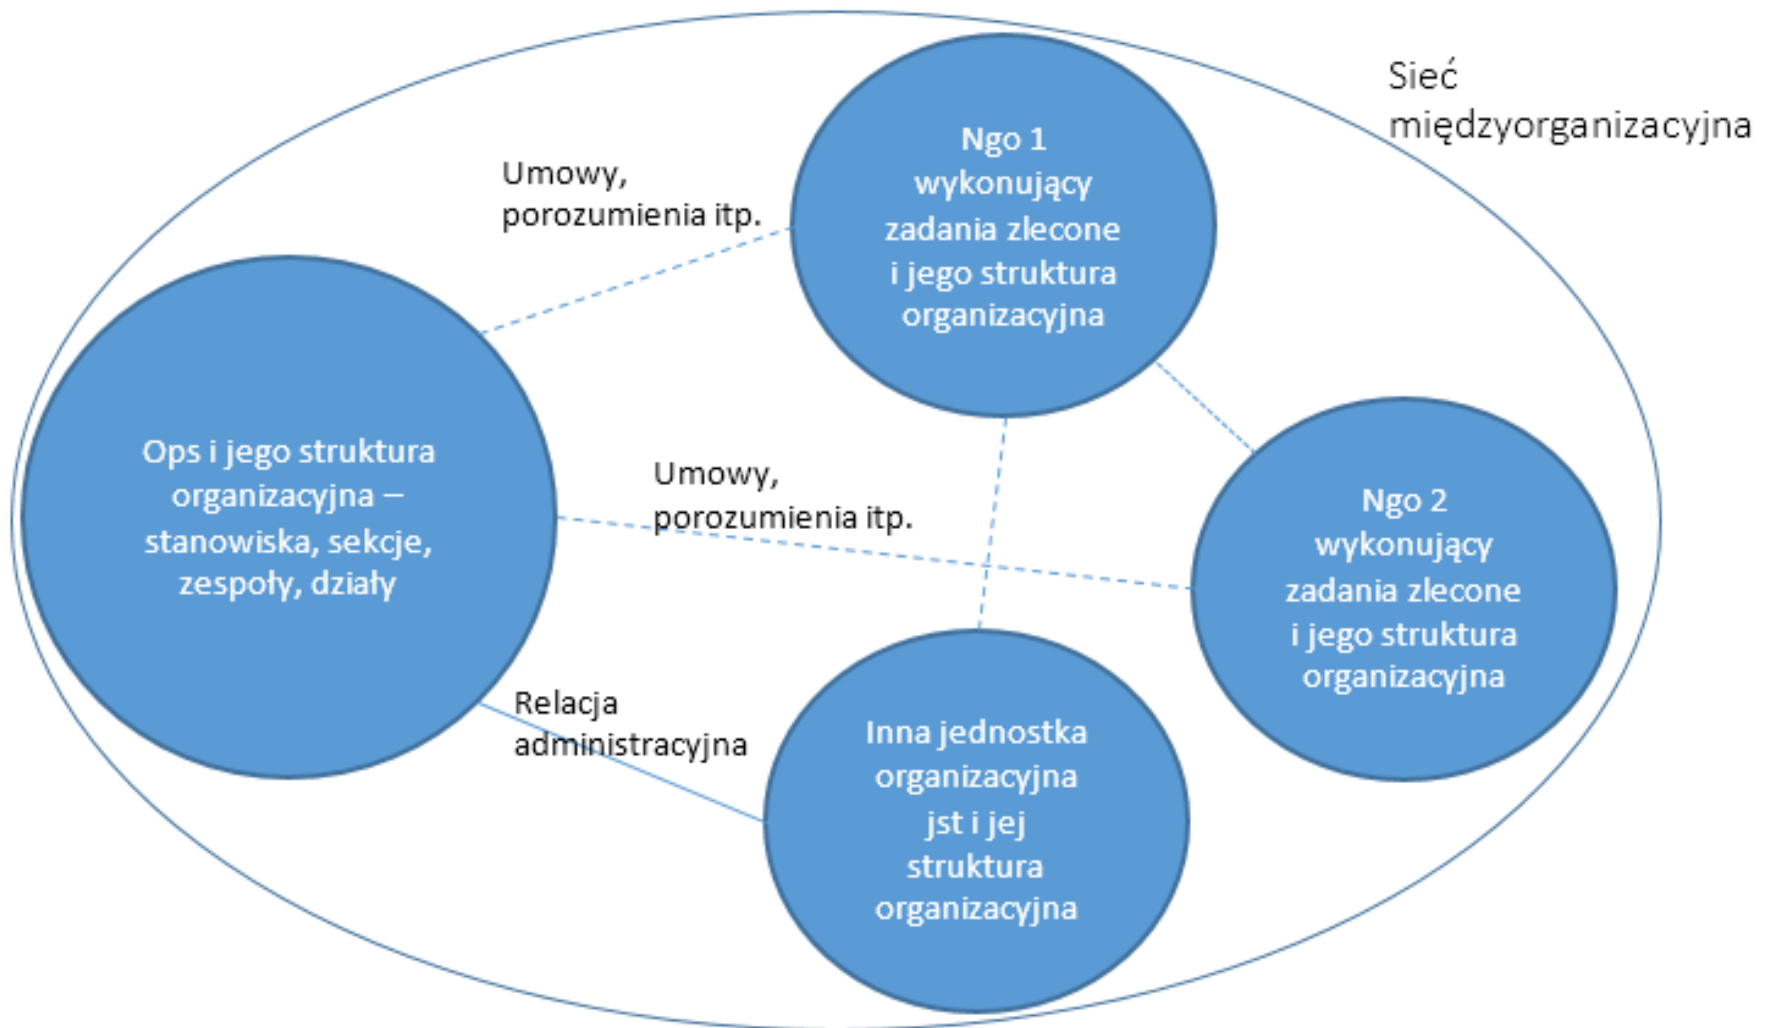 Sieć
międzyorganizacyjna
Ngo 1
wykonujący
zadania zlecone
i jego struktura
organizacyjna
Umowy,
porozumienia itp.
Ops i jego struktura
organizacyjna –
stanowiska, sekcje,
zespoły, działy
Umowy,
porozumienia itp.
Ngo 2
wykonujący
zadania zlecone
i jego struktura
organizacyjna
Relacja
administracyjna
Inna jednostka
organizacyjna
jst i jej
struktura
organizacyjna